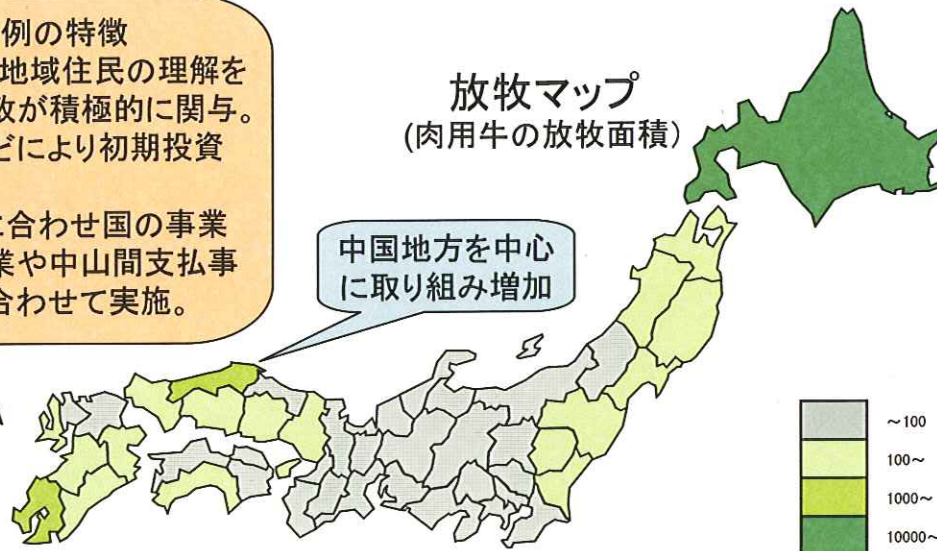 例の特徴
地域住民の理解を
政が積極的に関与。
どにより初期投資
に合わせ国の事業
業や中山間支払事
合わせて実施。
放牧マップ
(肉用牛の放牧面積)
中国地方を中心
に取り組み増加
～100
100～
1000～
10000～